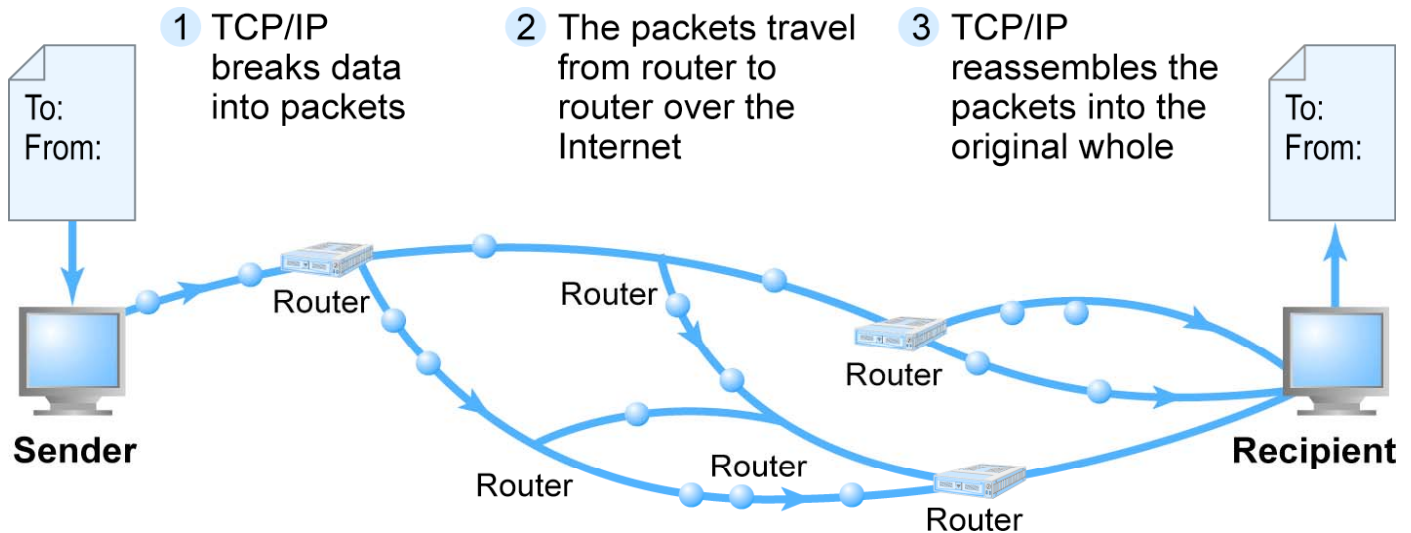 1 TCP/IP
breaks data
into packets
2 The packets travel
from router to
router over the
Internet
3 TCP/IP
reassembles the
packets into the
original whole
To:
From:
To:
From:
Router
Router
Router
Sender
Recipient
Router
Router
Router